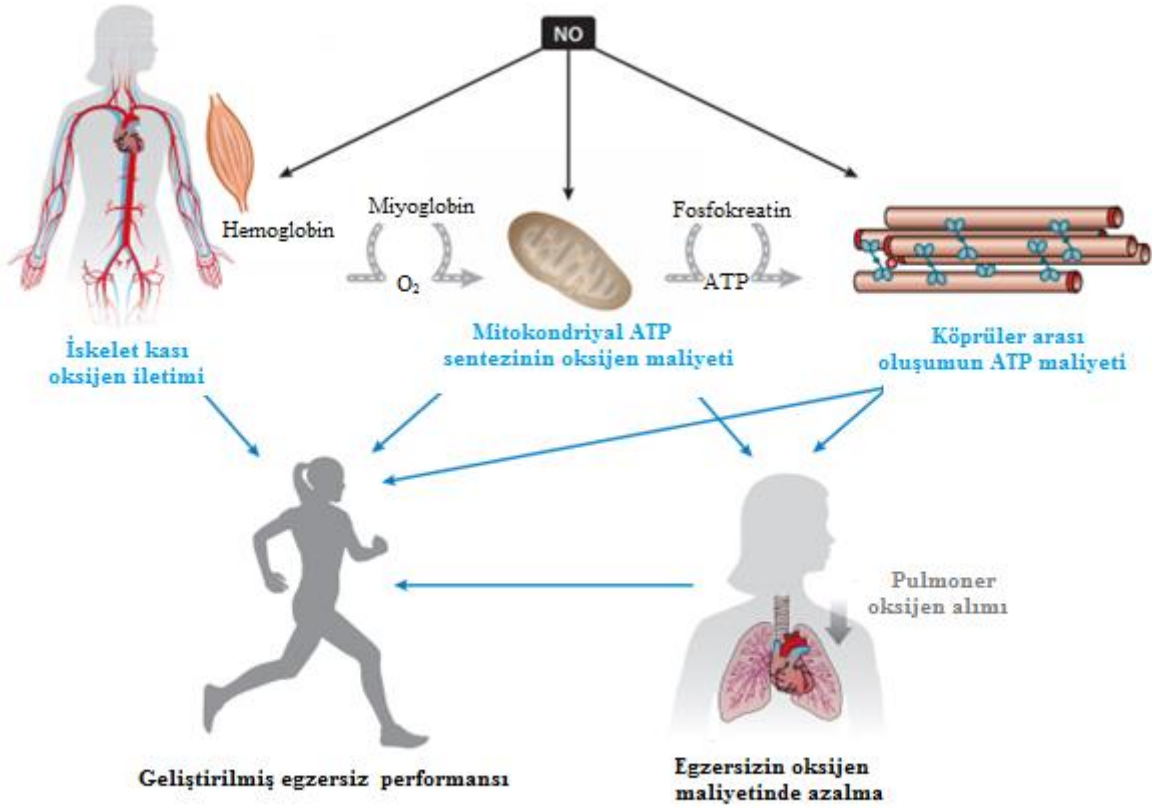 NO
Hemoglobin
Miyoglobin
O₂
Fosfokreatin
ATP
İskelet kası
oksijen iletimi
Mitokondriyal ATP
sentezinin oksijen maliyeti
Köprüler arası
oluşumun ATP maliyeti
Pulmoner
oksijen alımı
Geliştirilmiş egzersiz performansı
Egzersizin oksijen
maliyetinde azalma